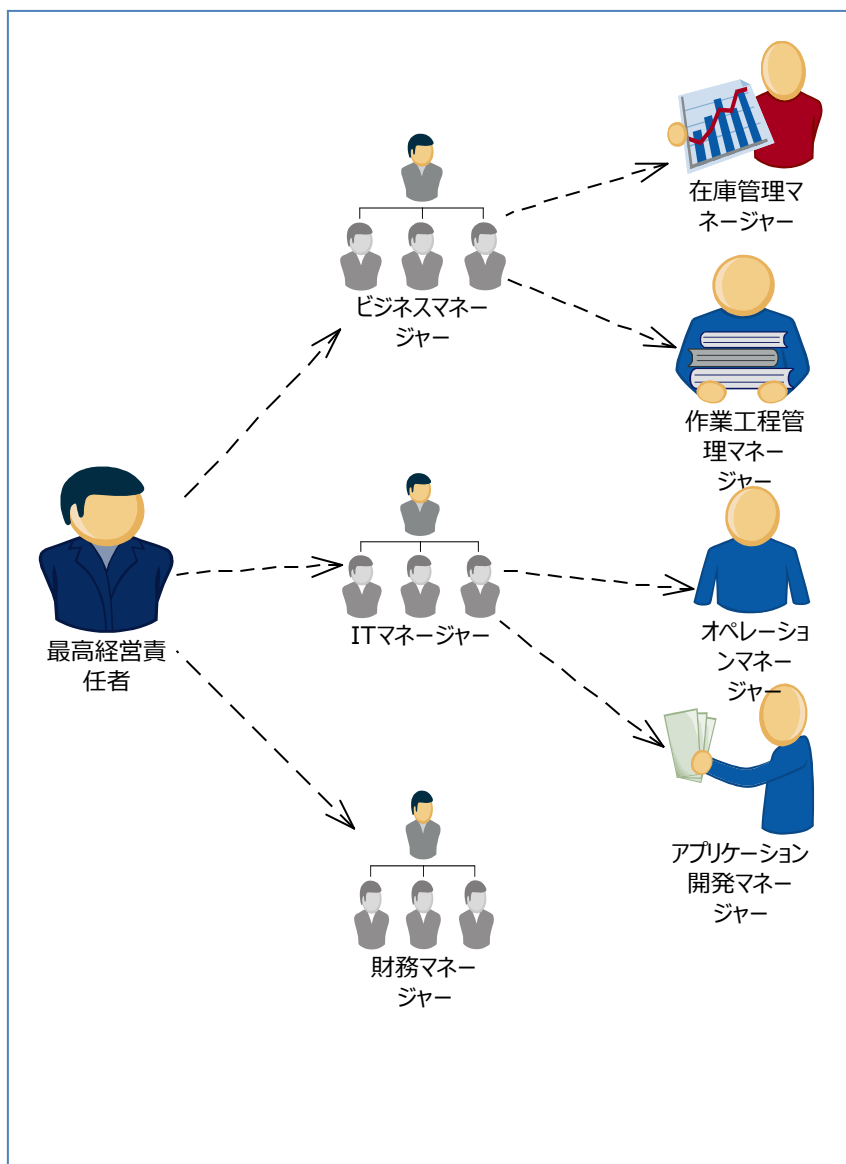 在庫管理マ
ネージャー
ビジネスマネー
ジャー
作業工程管
理マネー
ジャー
最高経営責
任者
ITマネージャー
オペレーショ
ンマネー
ジャー
アプリケーション
開発マネー
ジャー
財務マネー
ジャー